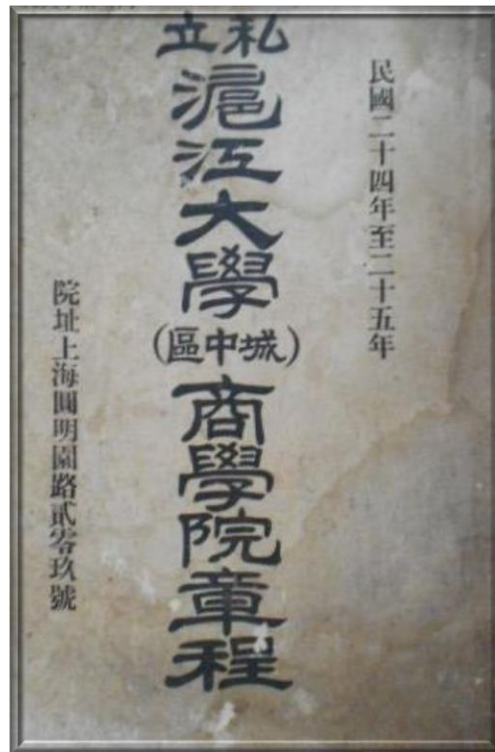 民國二十四年至二十五年
私立
滬江大學
(城中區)
商學院章程
院址上海圓明園路貳零玖號